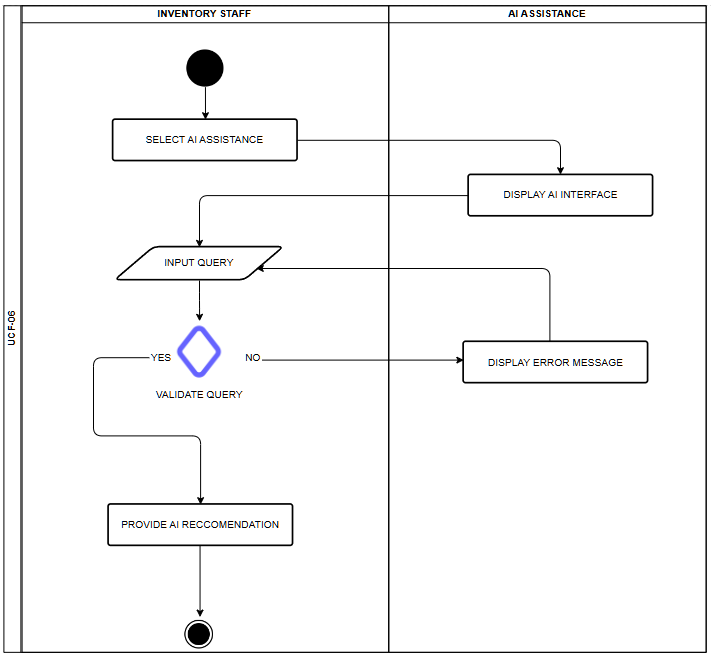 INVENTORY STAFF
AI ASSISTANCE
UCF-06
SELECT AI ASSISTANCE
DISPLAY AI INTERFACE
INPUT QUERY
YES
NO
DISPLAY ERROR MESSAGE
VALIDATE QUERY
PROVIDE AI RECCOMENDATION